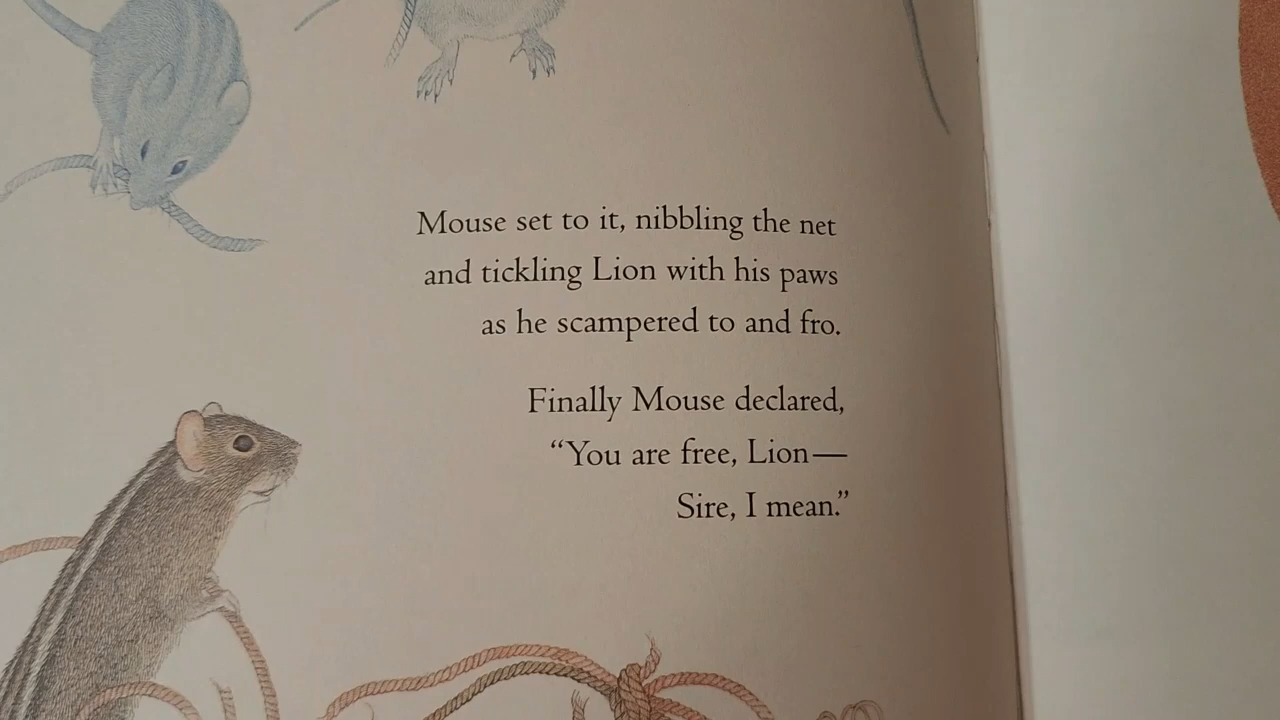 Mouse set to it, nibbling the net
and tickling Lion with his paws
as he scampered to and fro.
Finally Mouse declared,
“You are free, Lion—
Sire, I mean.”